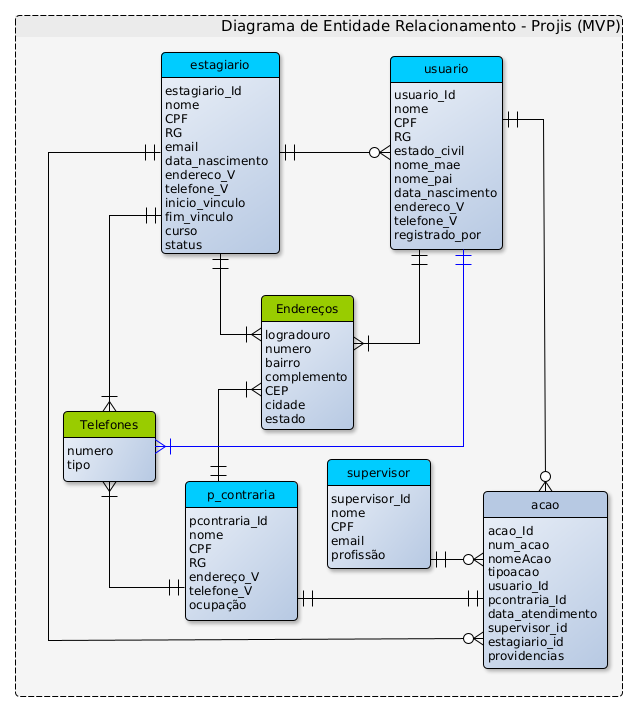 Diagrama de Entidade Relacionamento - Projis (MVP)
estagiario
estagiario_Id
nome
CPF
RG
email
data_nascimento
endereco_V
telefone_V
inicio_vinculo
fim_vinculo
curso
status
usuario
usuario_Id
nome
CPF
RG
estado_civil
nome_mae
nome_pai
data_nascimento
endereco_V
telefone_V
registrado_por
Endereços
logradouro
numero
bairro
complemento
CEP
cidade
estado
Telefones
numero
tipo
p_contraria
pcontraria_Id
nome
CPF
RG
endereço_V
telefone_V
ocupação
supervisor
supervisor_Id
nome
CPF
email
profissão
acao
acao_Id
num_acao
nomeAcao
tipoacao
usuario_Id
pcontraria_Id
data_atendimento
supervisor_id
estagiario_id
providencias